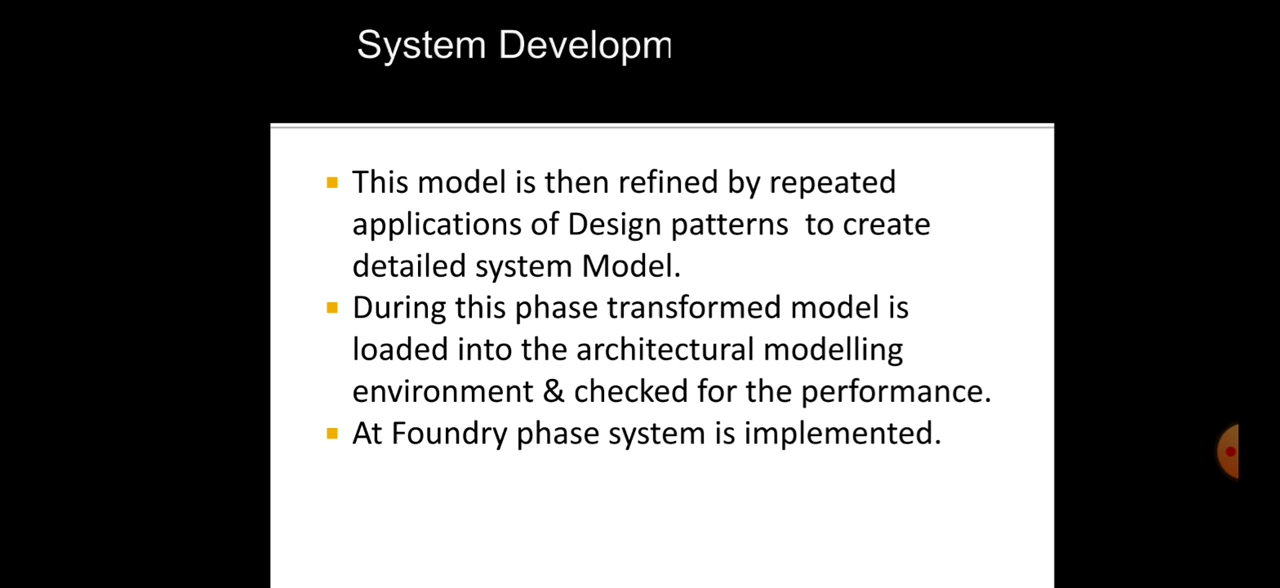 System Developm
This model is then refined by repeated
applications of Design patterns to create
detailed system Model.
During this phase transformed model is
loaded into the architectural modelling
environment & checked for the performance.
At Foundry phase system is implemented.